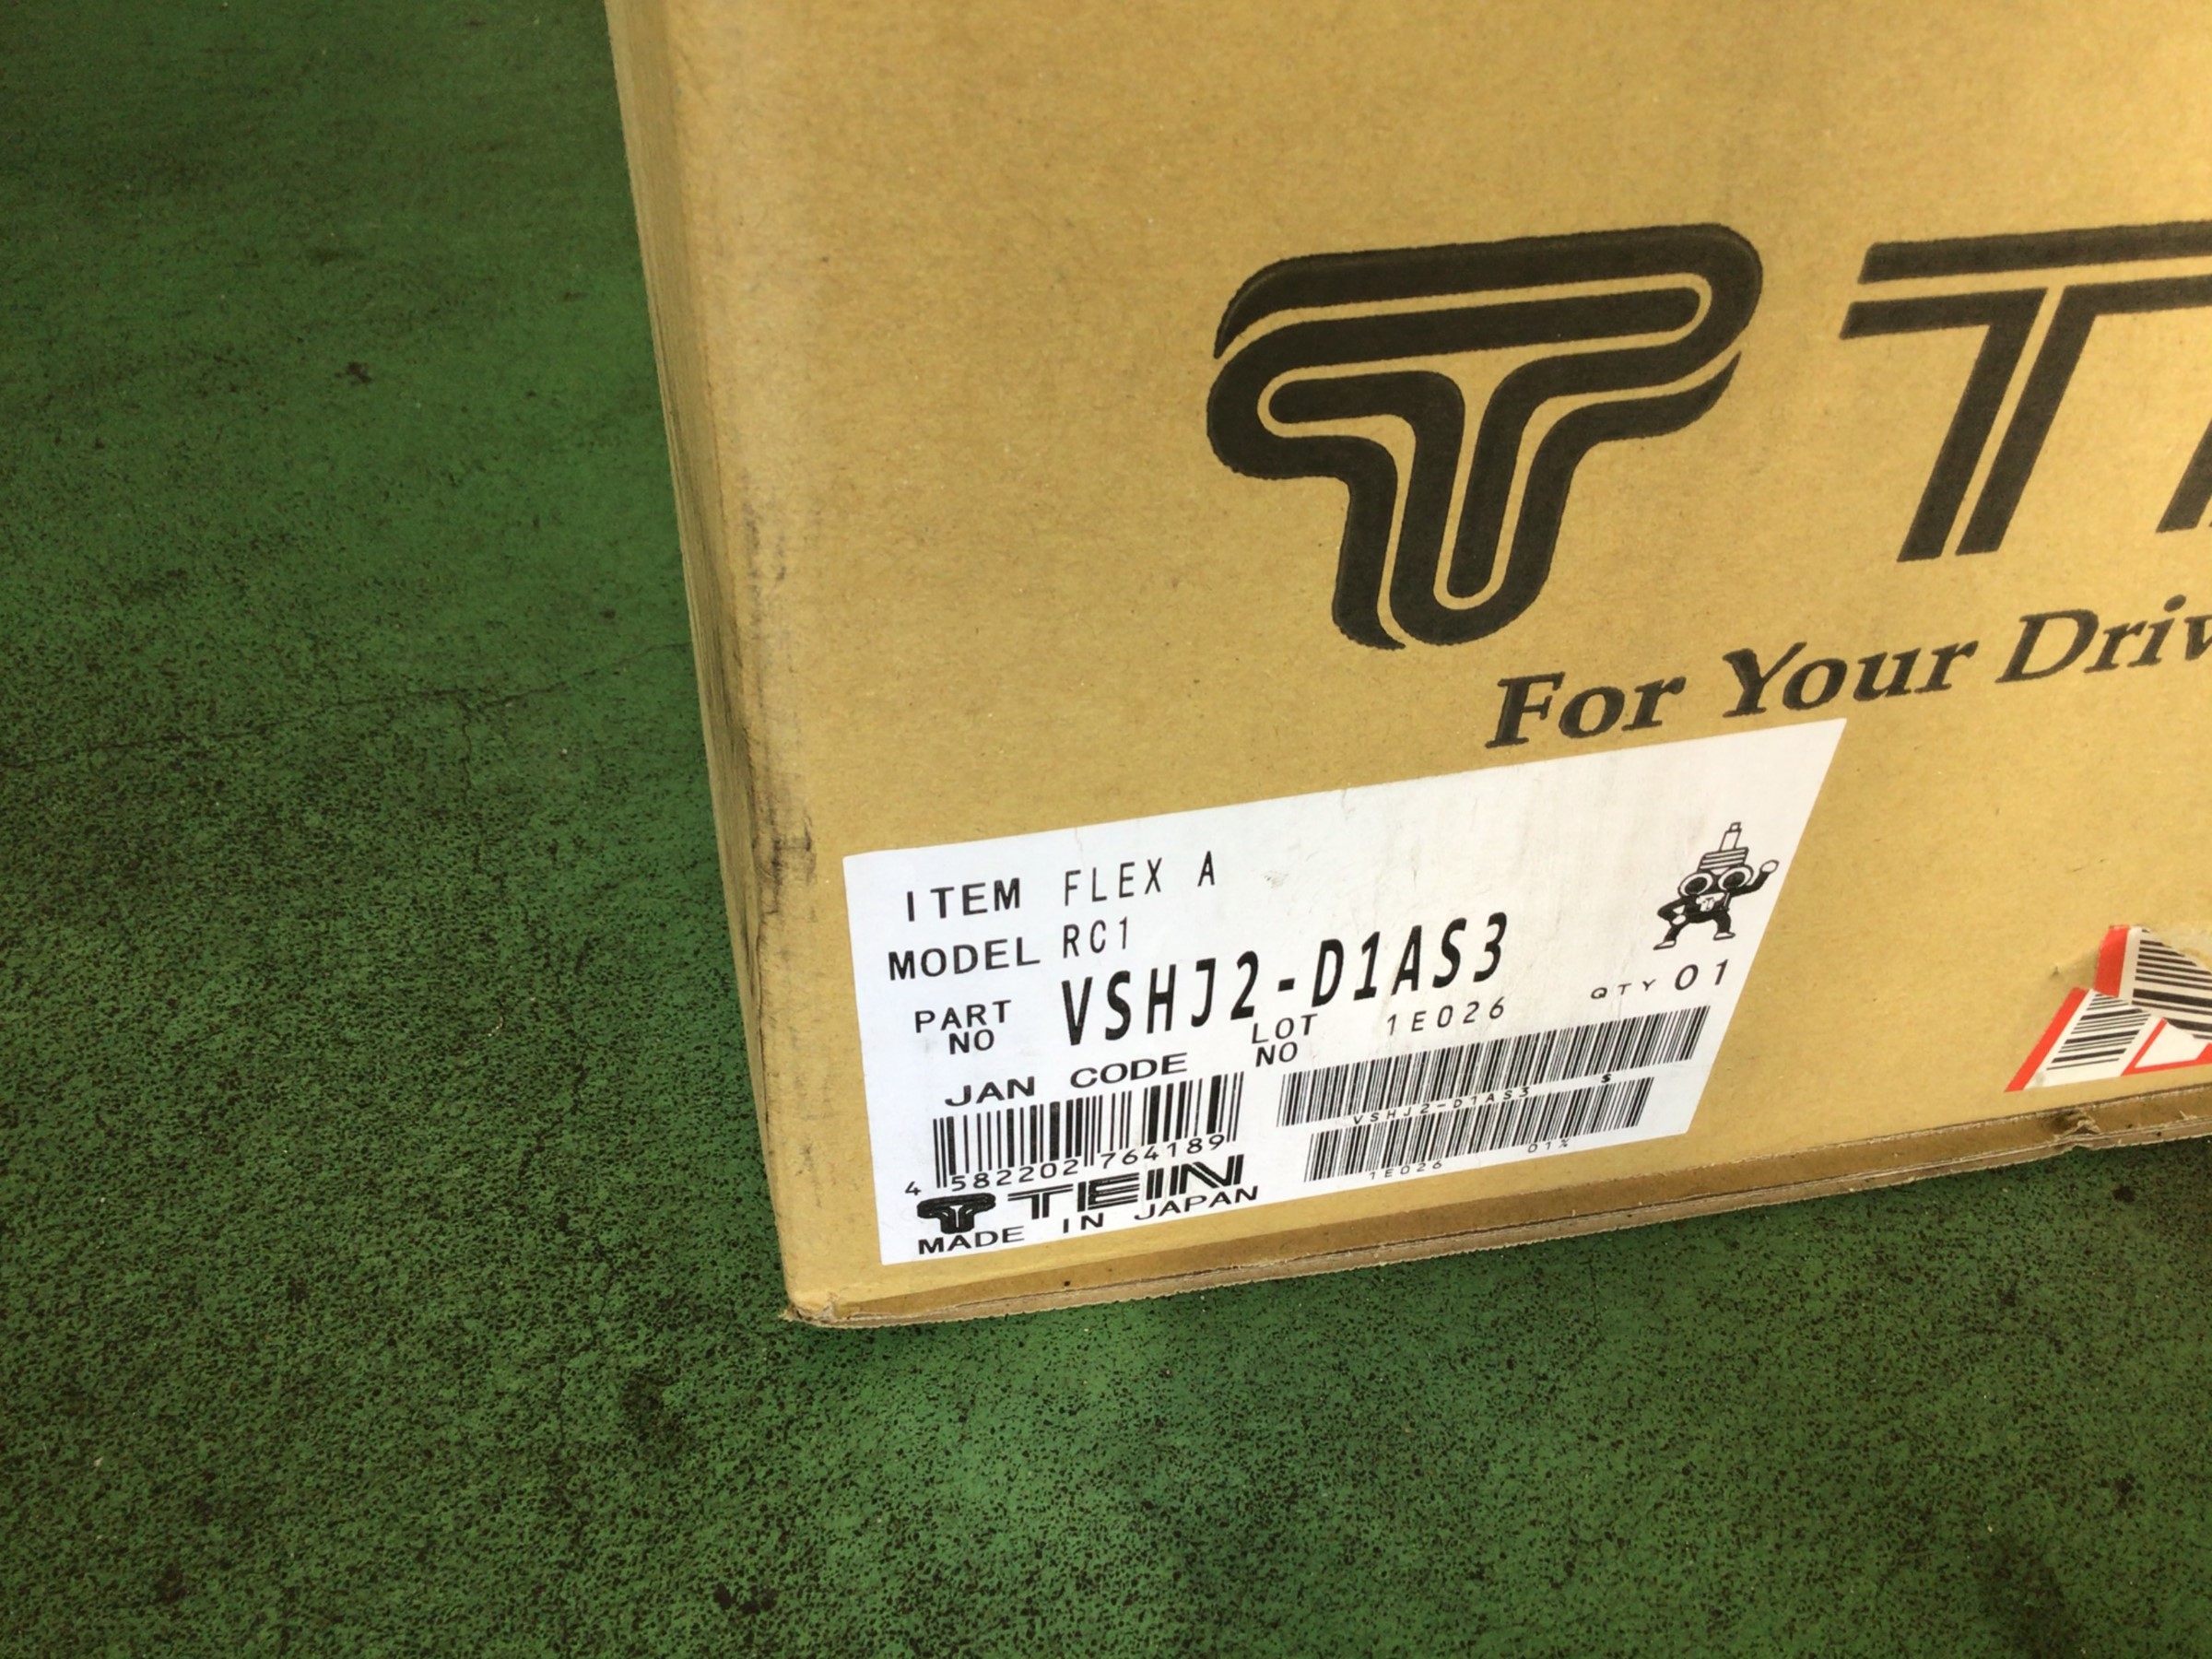 For Your Driv
ITEM FLEX A
MODEL RC1
PART NO VSHJ2-D1AS3
LOT NO 1E026
QTY 01
JAN CODE
VSHJ2-D1AS3 S
4 582202 764189
1E026 01%
TEIN
MADE IN JAPAN